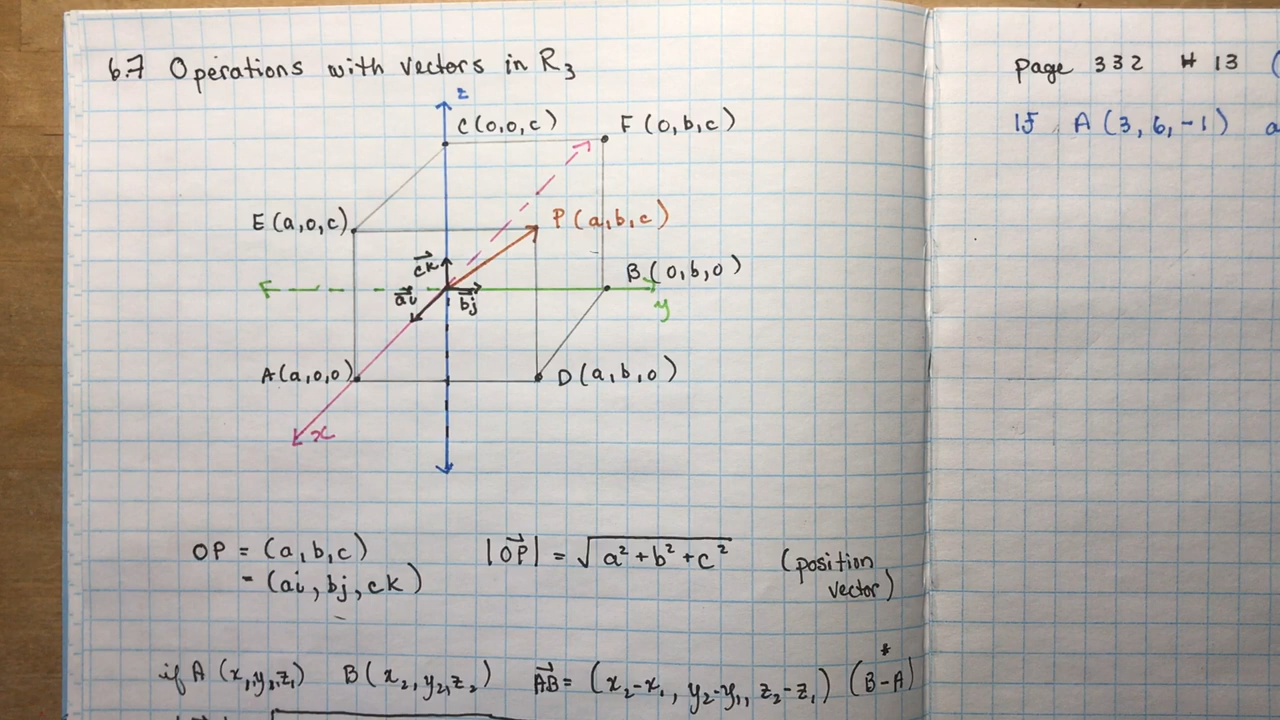 6.7 Operations with vectors in R₃
z
C(0,0,c)
F(0,b,c)
E(a,0,c)
P(a,b,c)
ck⃗
B(0,b,0)
ai⃗
bj⃗
y
A(a,0,0)
D(a,b,0)
x
OP = (a,b,c)
|OP⃗| = √a²+b²+c²
(position
= (ai, bj, ck)
vector)
*
if A(x₁,y₁,z₁) B(x₂,y₂,z₂) AB⃗ = (x₂-x₁, y₂-y₁, z₂-z₁) (B-A)
page 332 # 13 (
If A(3,6,-1) a